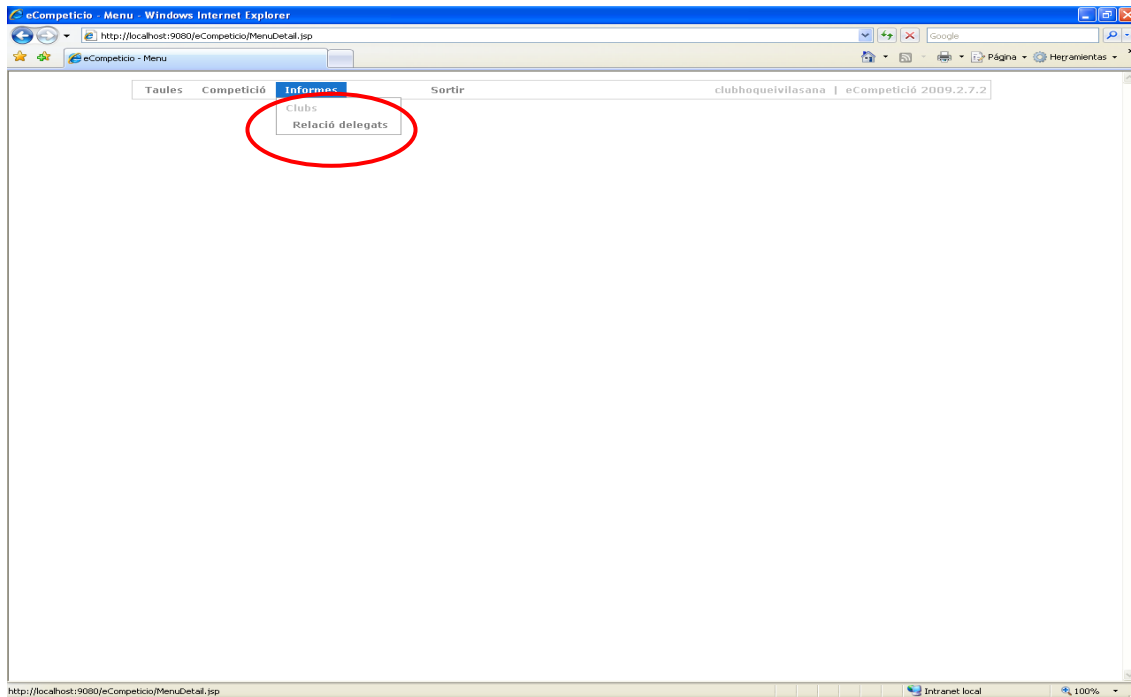 eCompeticio - Menu - Windows Internet Explorer
http://localhost:9080/eCompeticio/MenuDetail.jsp
Google
eCompeticio - Menu
Página
Herramientas
Taules Competició Informes Sortir clubhoqueivilasana | eCompetició 2009.2.7.2
Clubs
Relació delegats
http://localhost:9080/eCompeticio/MenuDetail.jsp
Intranet local
100%